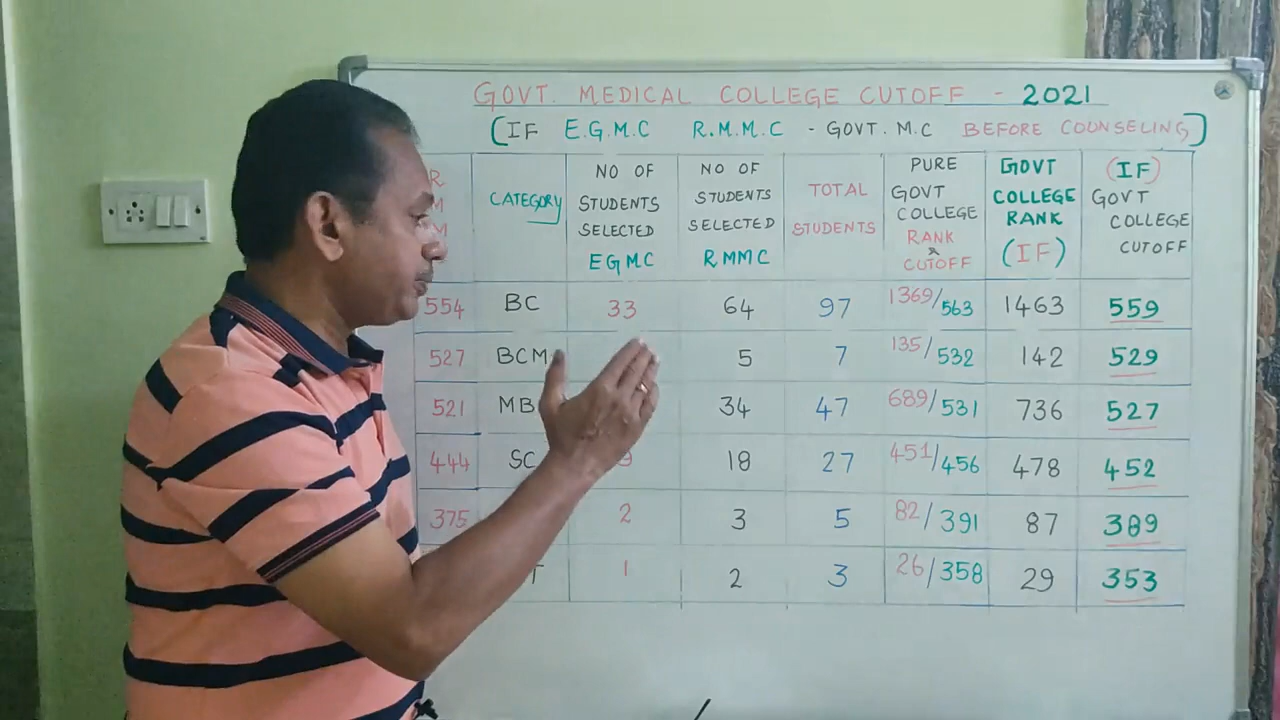 GOVT. MEDICAL COLLEGE CUTOFF - 2021
(IF E.G.M.C R.M.M.C - GOVT. M.C BEFORE COUNSELING)
R M M
CATEGORY
NO OF
STUDENTS
SELECTED
EGMC
NO OF
STUDENTS
SELECTED
RMMC
TOTAL
STUDENTS
PURE
GOVT
COLLEGE
RANK
&
CUTOFF
GOVT
COLLEGE
RANK
(IF)
(IF)
GOVT
COLLEGE
CUTOFF
554 BC 33 64 97 1369/563 1463 559
527 BCM 5 7 135/532 142 529
521 MB 34 47 689/531 736 527
444 SC 9 18 27 451/456 478 452
375 2 3 5 82/391 87 389
T 1 2 3 26/358 29 353